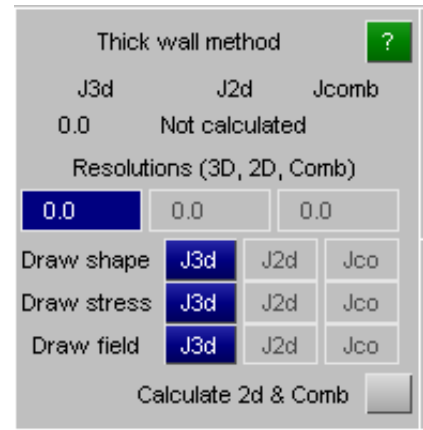 Thick wall method ?
J3d J2d Jcomb
0.0 Not calculated
Resolutions (3D, 2D, Comb)
0.0 0.0 0.0
Draw shape J3d J2d Jco
Draw stress J3d J2d Jco
Draw field J3d J2d Jco
Calculate 2d & Comb